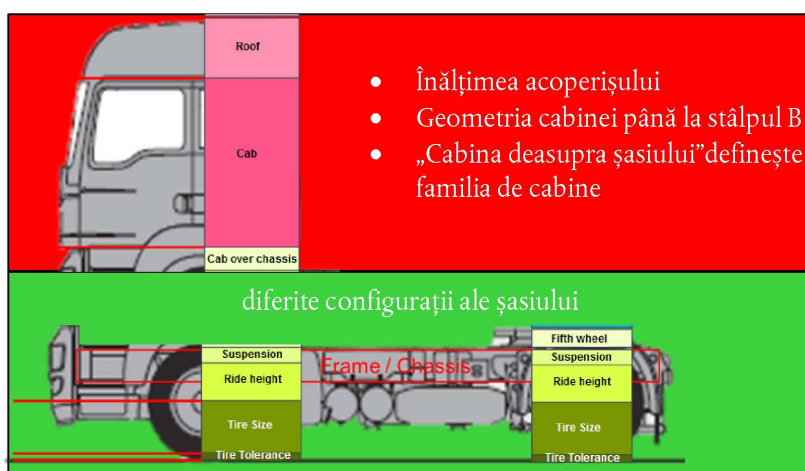 Roof
Cab
Cab over chassis
• Înălțimea acoperișului
• Geometria cabinei până la stâlpul B
• „Cabina deasupra șasiului”definește
familia de cabine
diferite configurații ale șasiului
Suspension
Ride height
Tire Size
Tire Tolerance
Frame / Chassis
Fifth wheel
Suspension
Ride height
Tire Size
Tire Tolerance